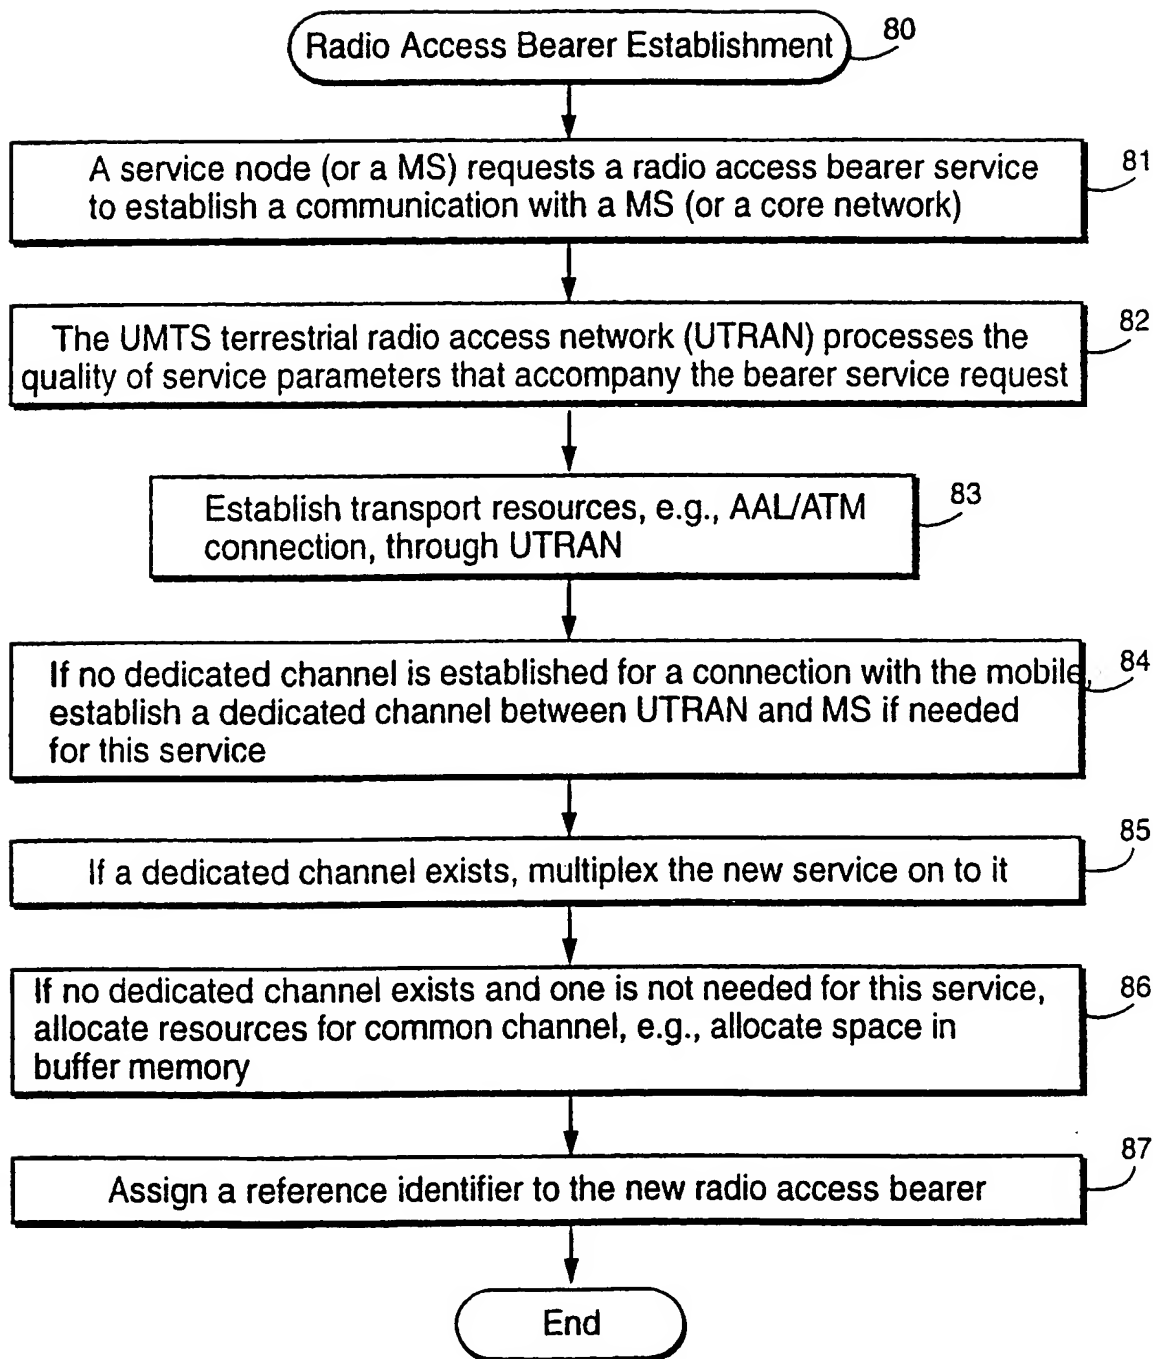 Radio Access Bearer Establishment
80
A service node (or a MS) requests a radio access bearer service
to establish a communication with a MS (or a core network)
81
The UMTS terrestrial radio access network (UTRAN) processes the
quality of service parameters that accompany the bearer service request
82
Establish transport resources, e.g., AAL/ATM
connection, through UTRAN
83
If no dedicated channel is established for a connection with the mobile,
establish a dedicated channel between UTRAN and MS if needed
for this service
84
If a dedicated channel exists, multiplex the new service on to it
85
If no dedicated channel exists and one is not needed for this service,
allocate resources for common channel, e.g., allocate space in
buffer memory
86
Assign a reference identifier to the new radio access bearer
87
End